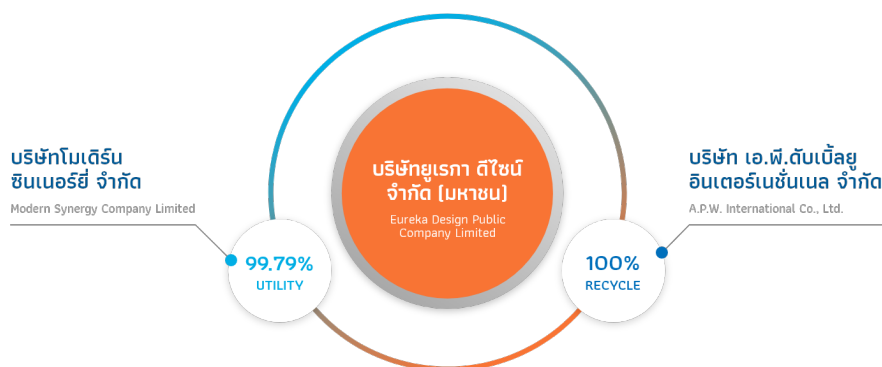 บริษัทโมเดิร์น
ซินเนอร์ยี่ จำกัด
Modern Synergy Company Limited
99.79%
UTILITY
บริษัทยูเรกา ดีไซน์
จำกัด (มหาชน)
Eureka Design Public
Company Limited
บริษัท เอ.พี.ดับเบิ้ลยู
อินเตอร์เนชั่นเนล จำกัด
A.P.W. International Co., Ltd.
100%
RECYCLE